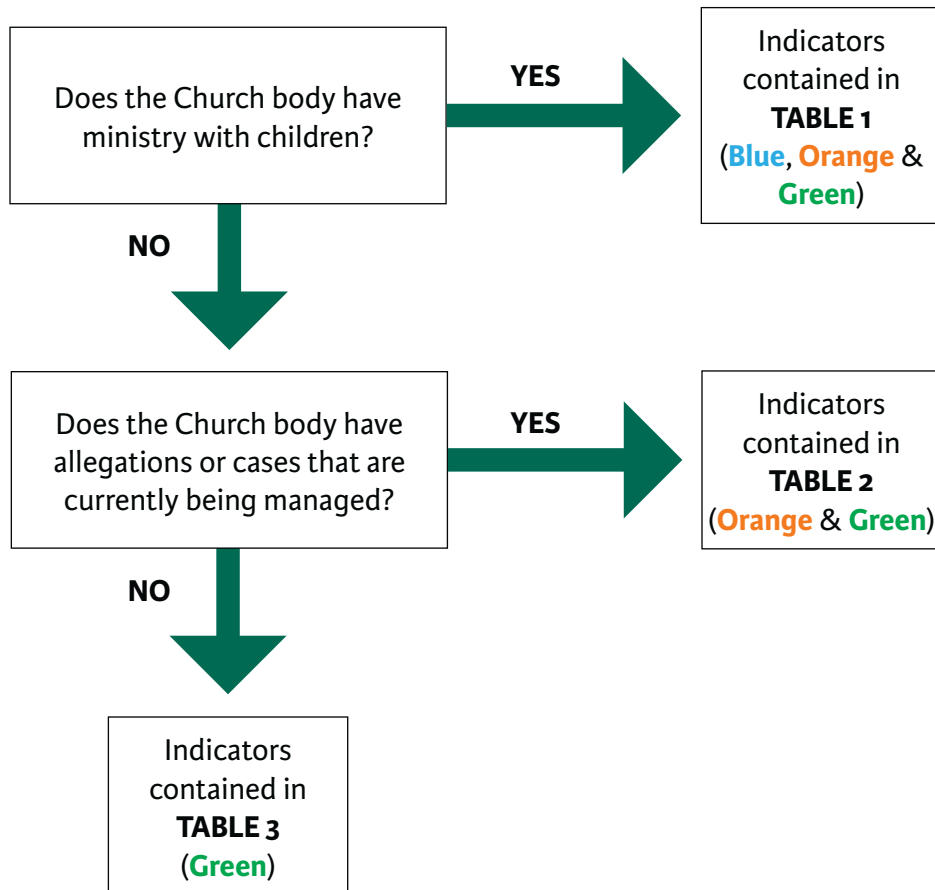 Does the Church body have
ministry with children?
YES
Indicators
contained in
TABLE 1
(Blue, Orange &
Green)
NO
Does the Church body have
allegations or cases that are
currently being managed?
YES
Indicators
contained in
TABLE 2
(Orange & Green)
NO
Indicators
contained in
TABLE 3
(Green)